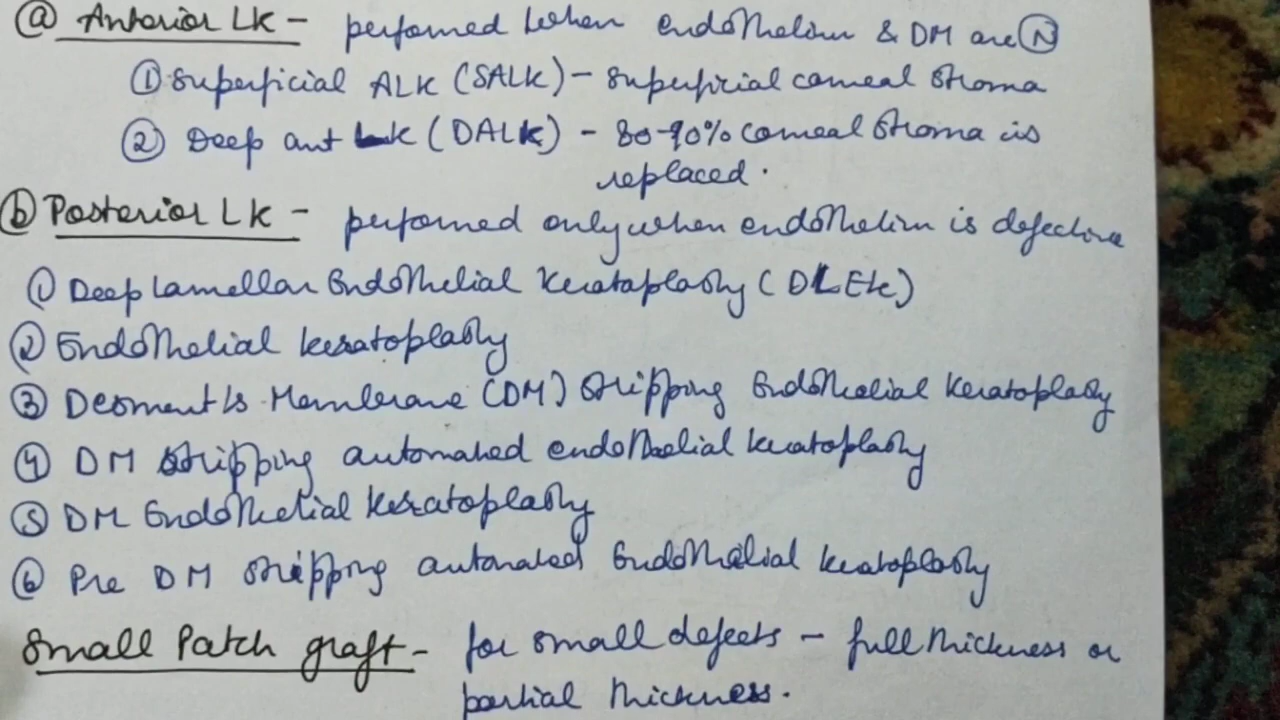 ⓐ Anterior LK - perfomed when endothelium & DM are Ⓝ
① Superficial ALK (SALK) - superficial corneal stroma
② Deep ant LK (DALK) - 80-90% corneal stroma is
replaced.
ⓑ Posterior LK - perfomed only when endothelium is defective
① Deep Lamellar Endothelial Keratoplasty (DLEK)
② Endothelial keratoplasty
③ Desment's Membrane (DM) Stripping Endothelial Keratoplasty
④ DM stripping automated endothelial keratoplasty
⑤ DM Endothelial Keratoplasty
⑥ Pre DM stripping automated Endothelial keratoplasty
Small Patch graft - for small defects - full thickness or
partial thickness.